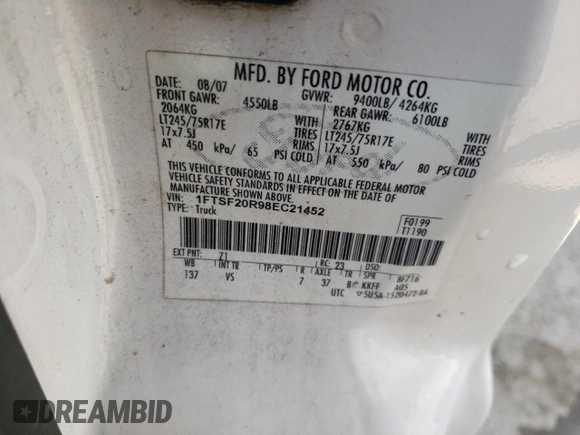 MFD. BY FORD MOTOR CO.
DATE: 08/07 GVWR: 9400LB/ 4264KG
FRONT GAWR: 4550LB REAR GAWR: 6100LB
2064KG WITH 2767KG WITH
LT245/75R17E TIRES LT245/75R17E TIRES
17x7.5J RIMS 17x7.5J RIMS
AT 450 kPa/ 65 PSI COLD AT 550 kPa/ 80 PSI COLD
THIS VEHICLE CONFORMS TO ALL APPLICABLE FEDERAL MOTOR
VEHICLE SAFETY STANDARDS IN EFFECT ON THE DATE OF
MANUFACTURE SHOWN ABOVE.
VIN: 1FTSF20R98EC21452
TYPE: Truck
F0199
T1190
EXT PNT: Z1 RC: 23 DSO:
WB INT TR TP/PS R AXLE TR SPR BF716
137 VS 7 37 B KKFF A05
UTC 5U5A-1520472-BA
DREAMBID